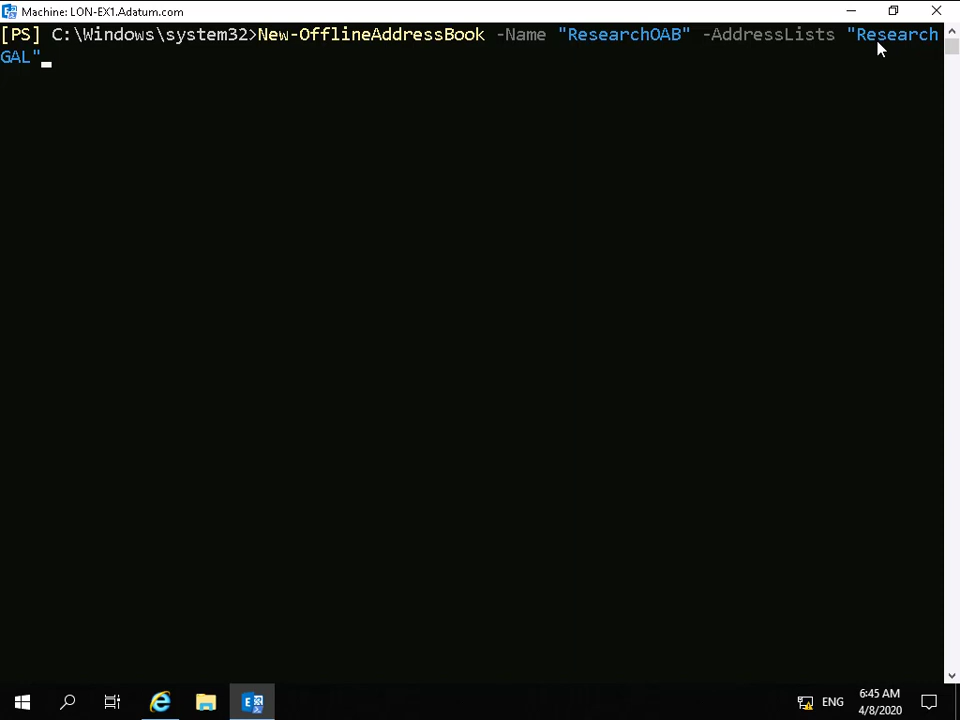 Machine: LON-EX1.Adatum.com
[PS] C:\Windows\system32>New-OfflineAddressBook -Name "ResearchOAB" -AddressLists "Research
GAL"
ENG
6:45 AM
4/8/2020